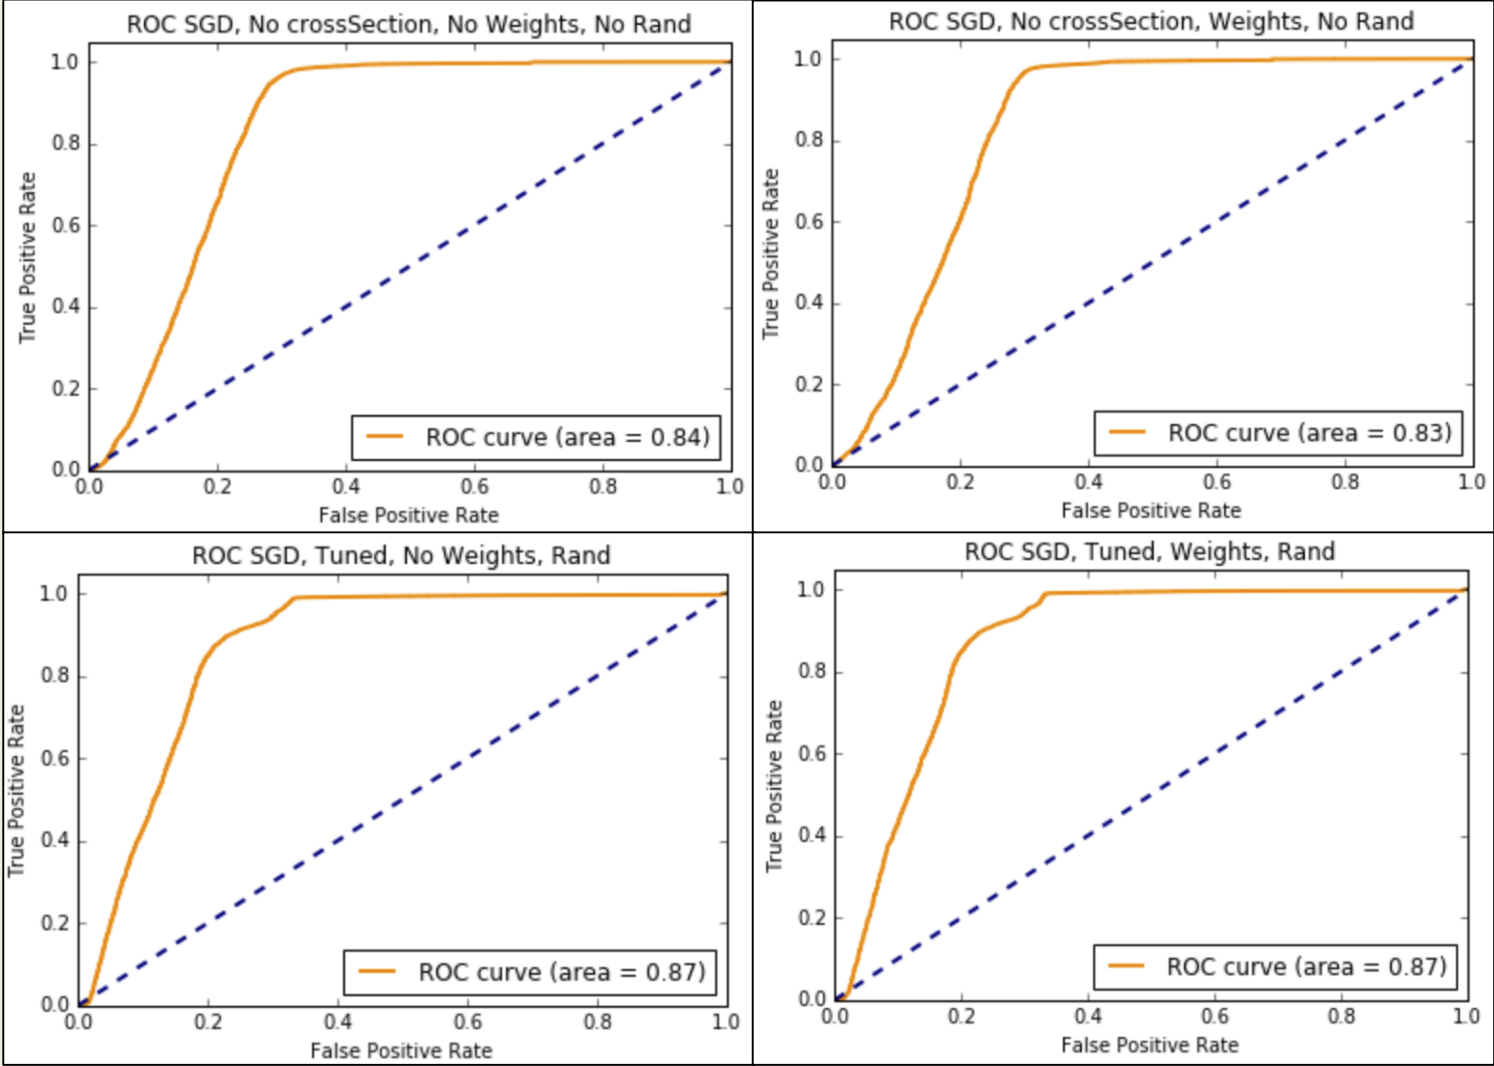 ROC SGD, No crossSection, No Weights, No Rand
1.0
0.8
0.6
0.4
0.2
0.0
True Positive Rate
ROC curve (area = 0.84)
0.0 0.2 0.4 0.6 0.8 1.0
False Positive Rate
ROC SGD, No crossSection, Weights, No Rand
1.0
0.8
0.6
0.4
0.2
0.0
True Positive Rate
ROC curve (area = 0.83)
0.0 0.2 0.4 0.6 0.8 1.0
False Positive Rate
ROC SGD, Tuned, No Weights, Rand
1.0
0.8
0.6
0.4
0.2
0.0
True Positive Rate
ROC curve (area = 0.87)
0.0 0.2 0.4 0.6 0.8 1.0
False Positive Rate
ROC SGD, Tuned, Weights, Rand
1.0
0.8
0.6
0.4
0.2
0.0
True Positive Rate
ROC curve (area = 0.87)
0.0 0.2 0.4 0.6 0.8 1.0
False Positive Rate